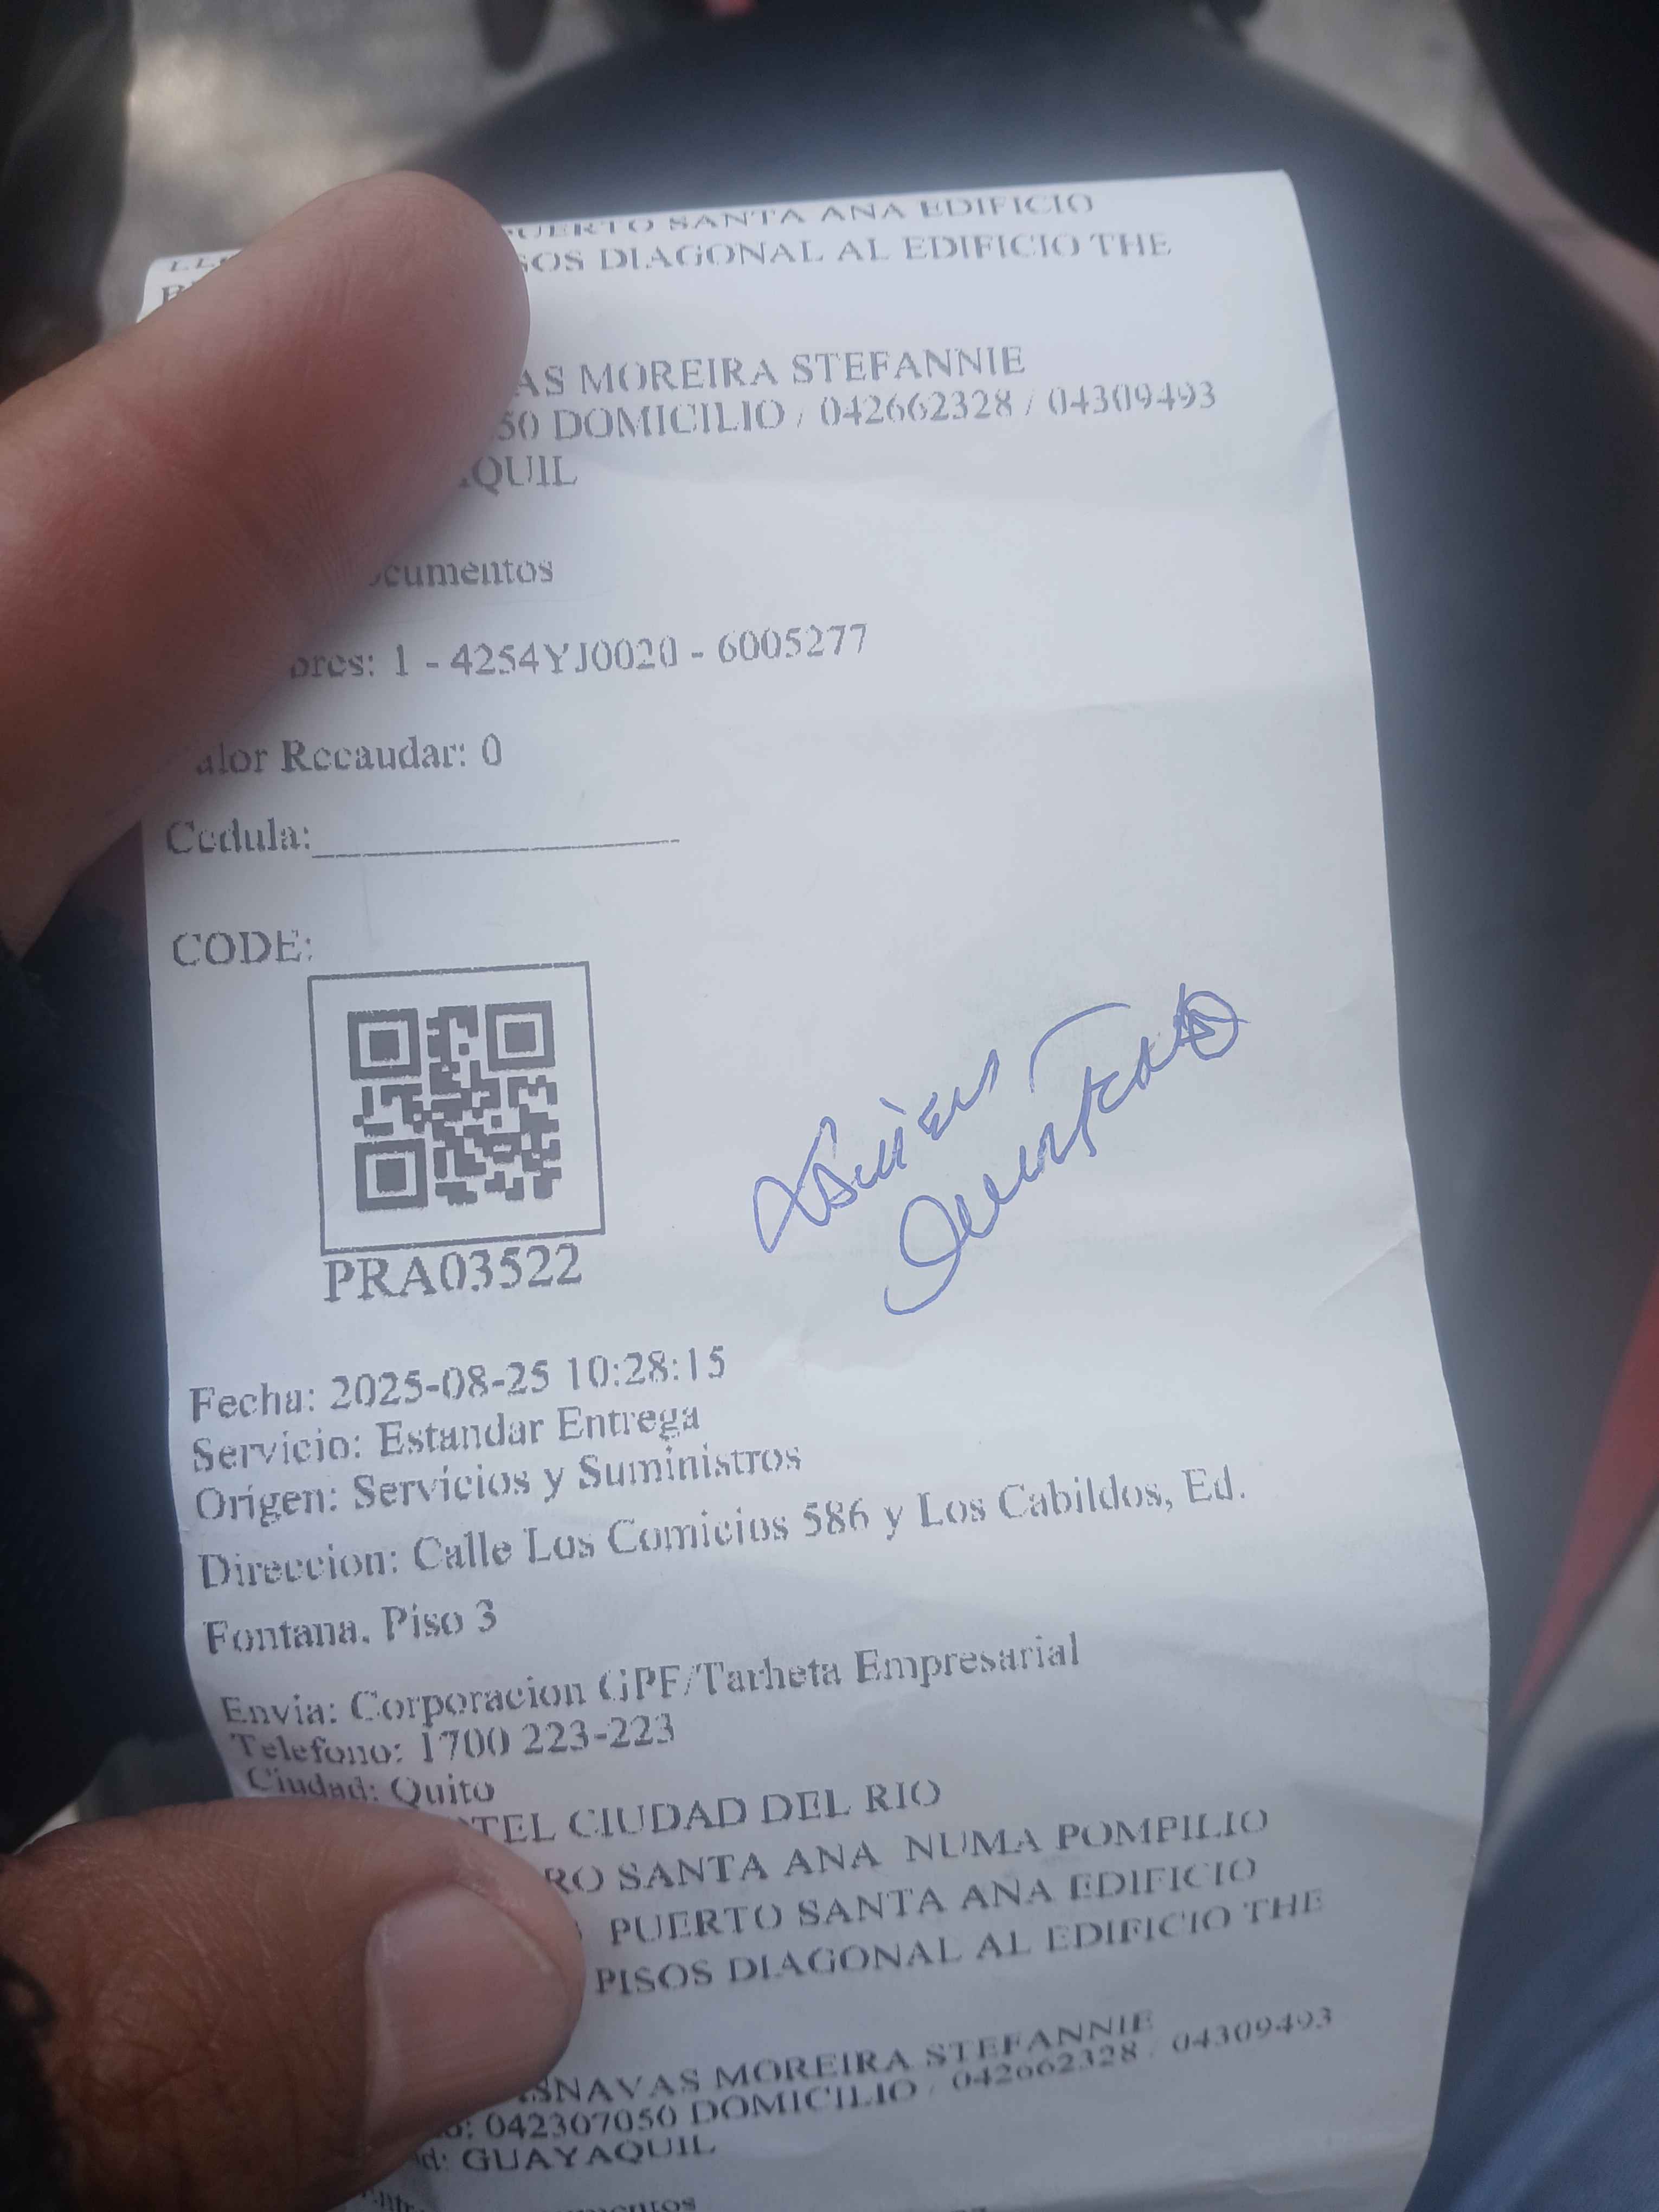 PUERTO SANTA ANA EDIFICIO
DIAGONAL AL EDIFICIO THE
MOREIRA STEFANNIE
50 DOMICILIO / 042662328 / 04309493
QUIL
cumentos
ores: 1 - 4254YJ0020 - 6005277
alor Recaudar: 0
Cedula:
CODE:
PRA03522
Fecha: 2025-08-25 10:28:15
Servicio: Estandar Entrega
Origen: Servicios y Suministros
Direccion: Calle Los Comicios 586 y Los Cabildos, Ed.
Fontana, Piso 3
Envia: Corporacion GPF/Tarheta Empresarial
Telefono: 1700 223-223
Ciudad: Quito
TEL CIUDAD DEL RIO
RO SANTA ANA NUMA POMPILIO
PUERTO SANTA ANA EDIFICIO
PISOS DIAGONAL AL EDIFICIO THE
SNAVAS MOREIRA STEFANNIE
042307050 DOMICILIO / 042662328 / 04309493
d: GUAYAQUIL